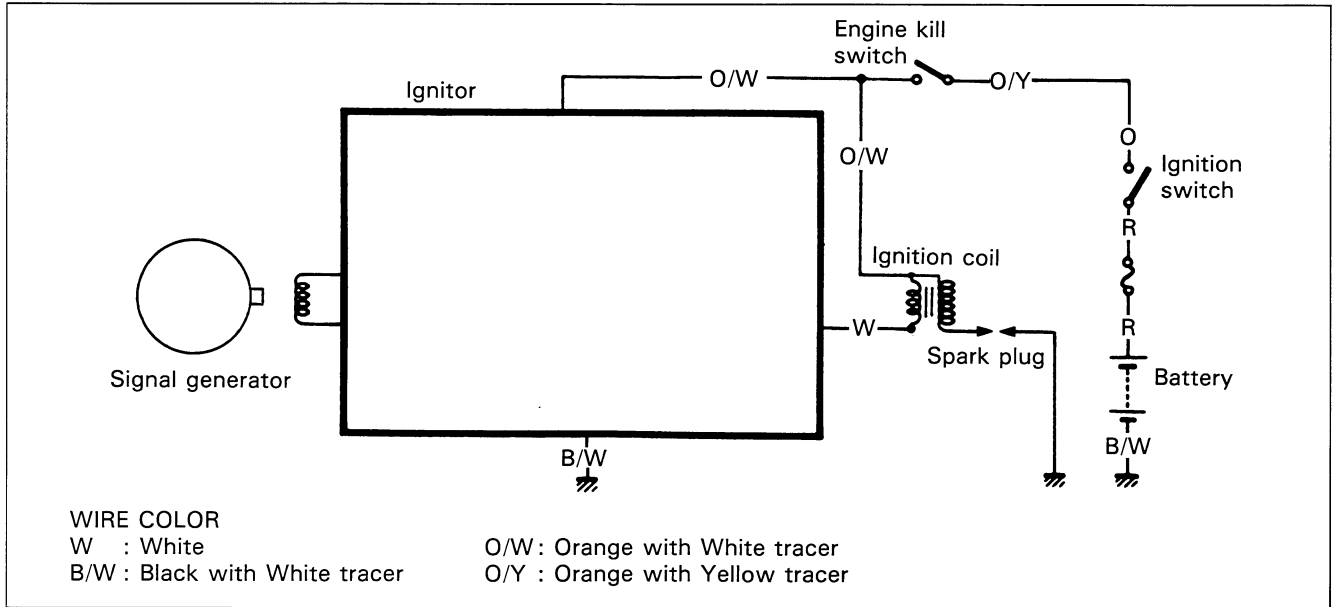 Engine kill
switch
O/W
O/Y
Ignitor
O
O/W
Ignition
switch
R
Ignition coil
W
R
Spark plug
Signal generator
Battery
B/W
B/W
WIRE COLOR
W : White
O/W : Orange with White tracer
B/W : Black with White tracer
O/Y : Orange with Yellow tracer